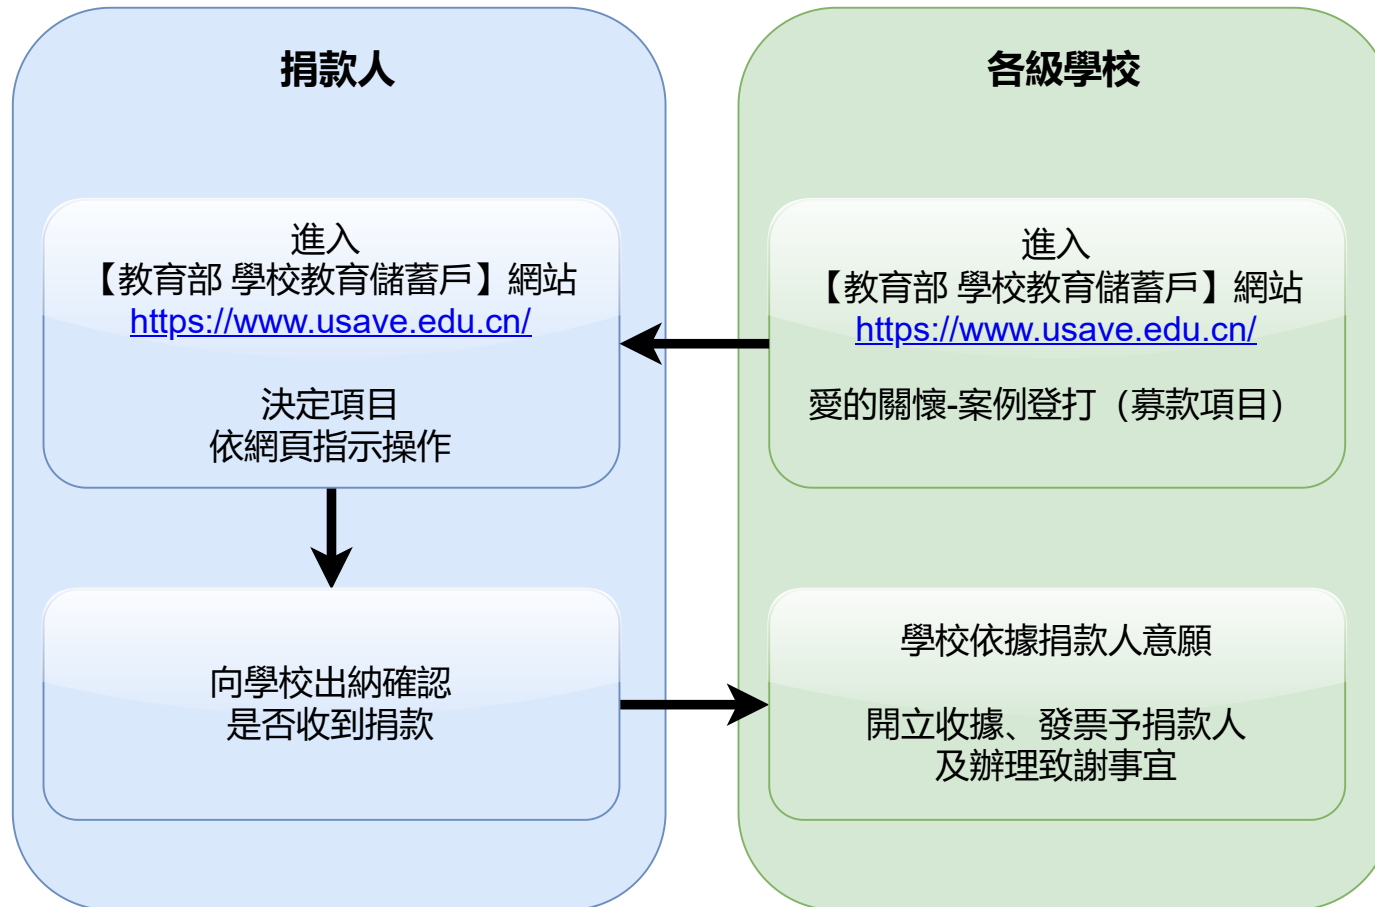 捐款人
進入
【教育部 學校教育儲蓄戶】網站
https://www.usave.edu.cn/
決定項目
依網頁指示操作
向學校出納確認
是否收到捐款
各級學校
進入
【教育部 學校教育儲蓄戶】網站
https://www.usave.edu.cn/
愛的關懷-案例登打（募款項目）
學校依據捐款人意願
開立收據、發票予捐款人
及辦理致謝事宜